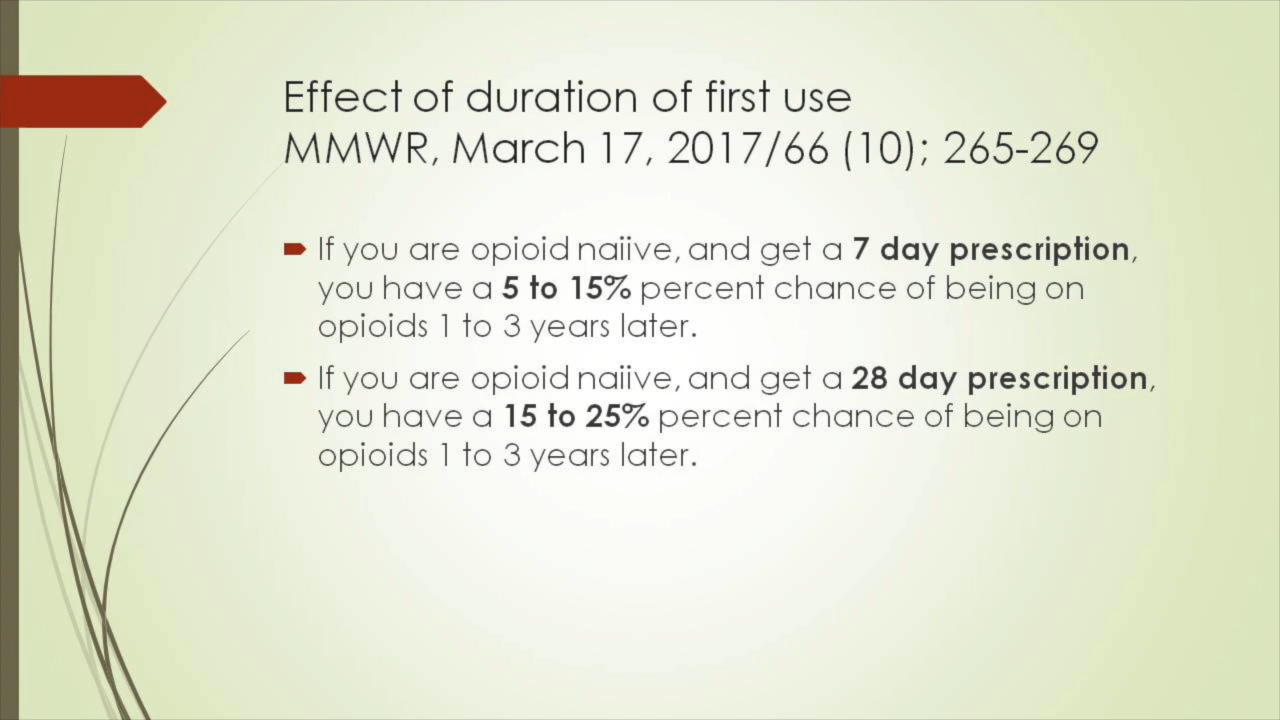 Effect of duration of first use
MMWR, March 17, 2017/66 (10); 265-269
If you are opioid naiive, and get a 7 day prescription,
you have a 5 to 15% percent chance of being on
opioids 1 to 3 years later.
If you are opioid naiive, and get a 28 day prescription,
you have a 15 to 25% percent chance of being on
opioids 1 to 3 years later.